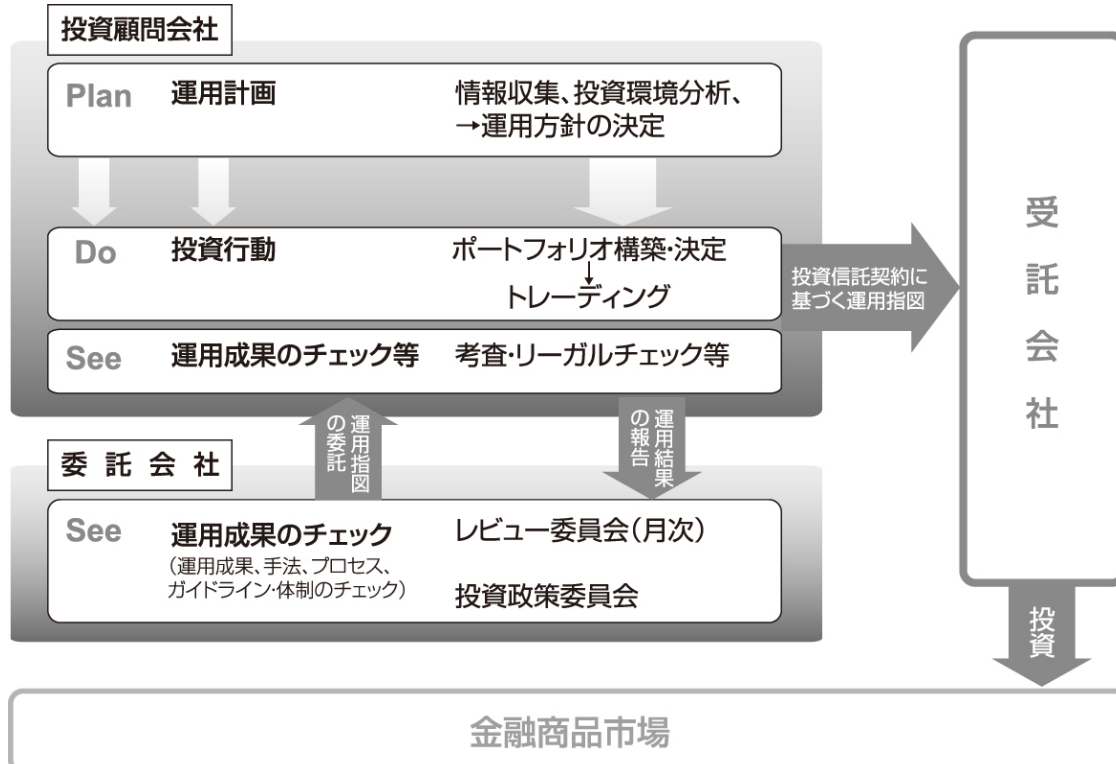 投資顧問会社
Plan 運用計画 情報収集、投資環境分析、
→運用方針の決定
Do 投資行動 ポートフォリオ構築・決定
トレーディング
See 運用成果のチェック等 考査・リーガルチェック等
投資信託契約に
基づく運用指図
受託会社
運用指図
の委託
運用結果
の報告
委託会社
See 運用成果のチェック レビュー委員会（月次）
（運用成果、手法、プロセス、
ガイドライン・体制のチェック）
投資政策委員会
投資
金融商品市場